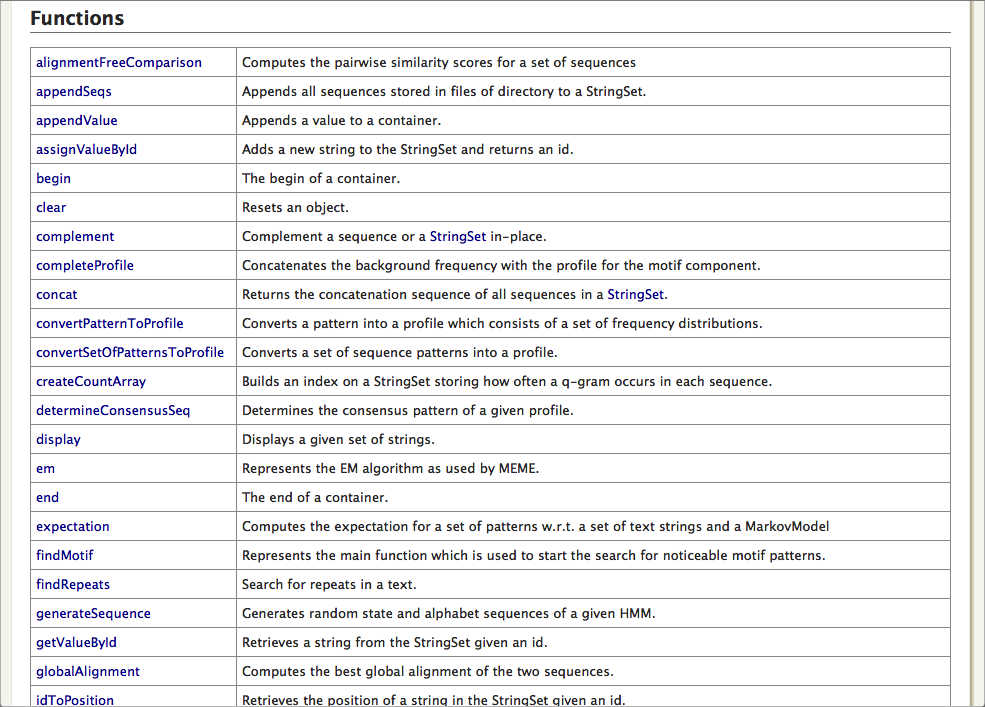 Functions
alignmentFreeComparison Computes the pairwise similarity scores for a set of sequences
appendSeqs Appends all sequences stored in files of directory to a StringSet.
appendValue Appends a value to a container.
assignValueById Adds a new string to the StringSet and returns an id.
begin The begin of a container.
clear Resets an object.
complement Complement a sequence or a StringSet in-place.
completeProfile Concatenates the background frequency with the profile for the motif component.
concat Returns the concatenation sequence of all sequences in a StringSet.
convertPatternToProfile Converts a pattern into a profile which consists of a set of frequency distributions.
convertSetOfPatternsToProfile Converts a set of sequence patterns into a profile.
createCountArray Builds an index on a StringSet storing how often a q-gram occurs in each sequence.
determineConsensusSeq Determines the consensus pattern of a given profile.
display Displays a given set of strings.
em Represents the EM algorithm as used by MEME.
end The end of a container.
expectation Computes the expectation for a set of patterns w.r.t. a set of text strings and a MarkovModel
findMotif Represents the main function which is used to start the search for noticeable motif patterns.
findRepeats Search for repeats in a text.
generateSequence Generates random state and alphabet sequences of a given HMM.
getValueById Retrieves a string from the StringSet given an id.
globalAlignment Computes the best global alignment of the two sequences.
idToPosition Retrieves the position of a string in the StringSet given an id.